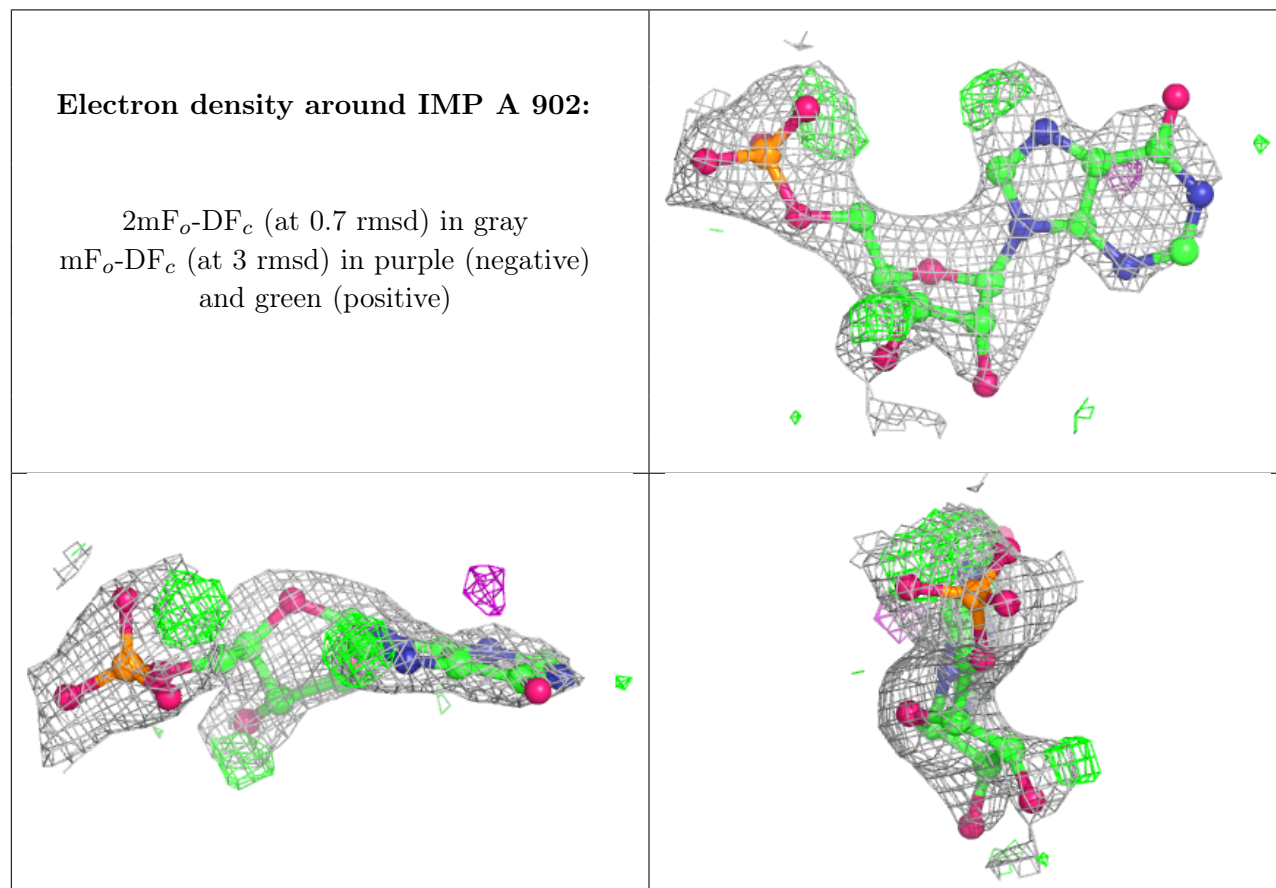 Electron density around IMP A 902:
2mFo-DFc (at 0.7 rmsd) in gray
mFo-DFc (at 3 rmsd) in purple (negative)
and green (positive)